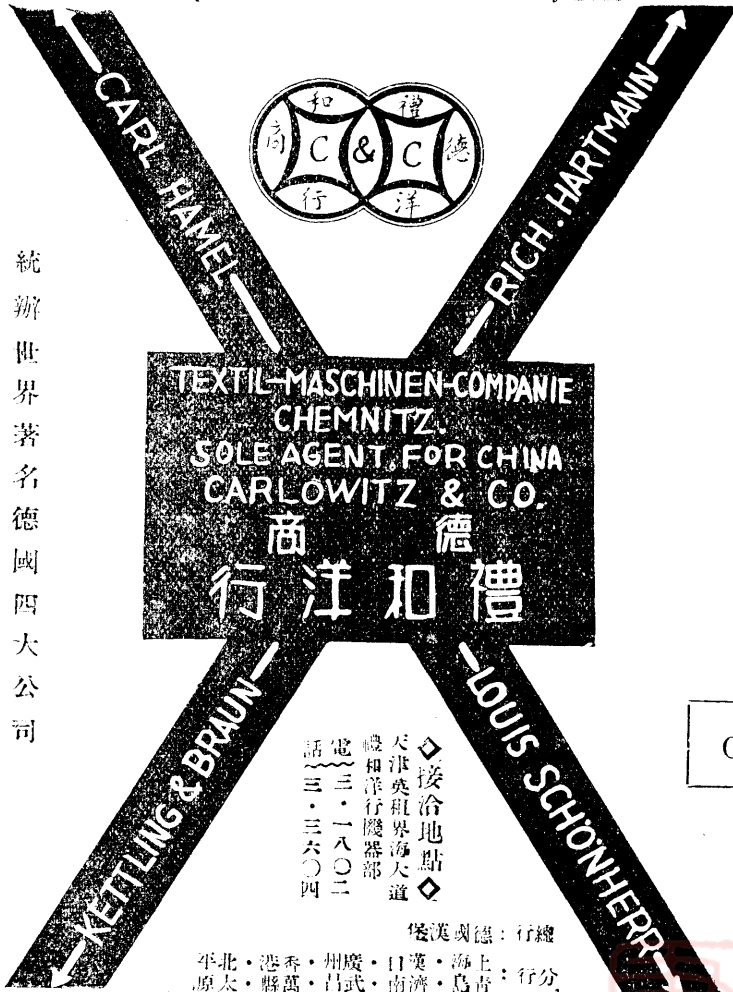 CARL HAMEL
RICH. HARTMANN
禮和
德商
C & C
洋行
統辦世界著名德國四大公司
TEXTIL-MASCHINEN-COMPANIE
CHEMNITZ.
SOLE AGENT. FOR CHINA
CARLOWITZ & CO.
德商
禮和洋行
KETTLING & BRAUN
LOUIS SCHÖNHERR
◇接洽地點◇
天津英租界海大道
禮和洋行機器部
電話
三·一八〇二
三·三六〇四
總行：德國漢堡
分行：
上海·漢口·廣州·香港·北平
青島·濟南·武昌·萬縣·太原
C